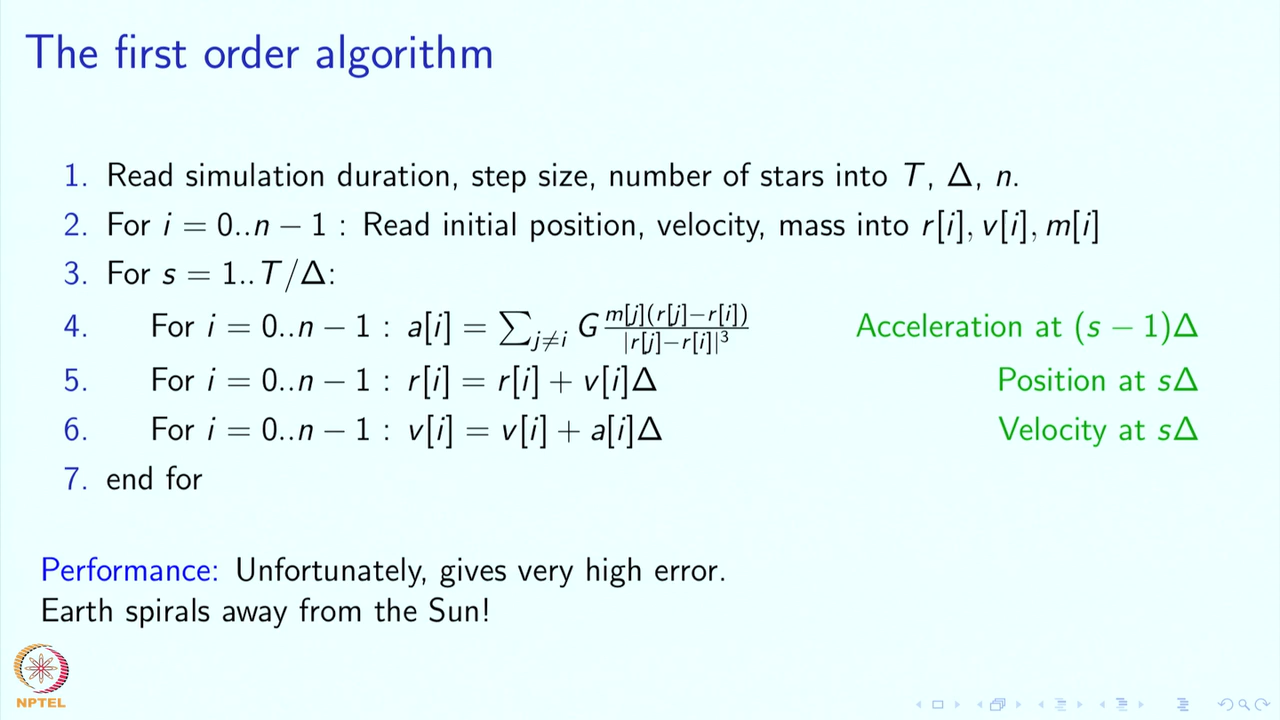 The first order algorithm
1. Read simulation duration, step size, number of stars into T, Δ, n.
2. For i = 0..n − 1 : Read initial position, velocity, mass into r[i], v[i], m[i]
3. For s = 1..T/Δ:
4. For i = 0..n − 1 : a[i] = ∑_{j≠i} G \frac{m[j](r[j]−r[i])}{|r[j]−r[i]|^3} Acceleration at (s − 1)Δ
5. For i = 0..n − 1 : r[i] = r[i] + v[i]Δ Position at sΔ
6. For i = 0..n − 1 : v[i] = v[i] + a[i]Δ Velocity at sΔ
7. end for
Performance: Unfortunately, gives very high error.
Earth spirals away from the Sun!
NPTEL